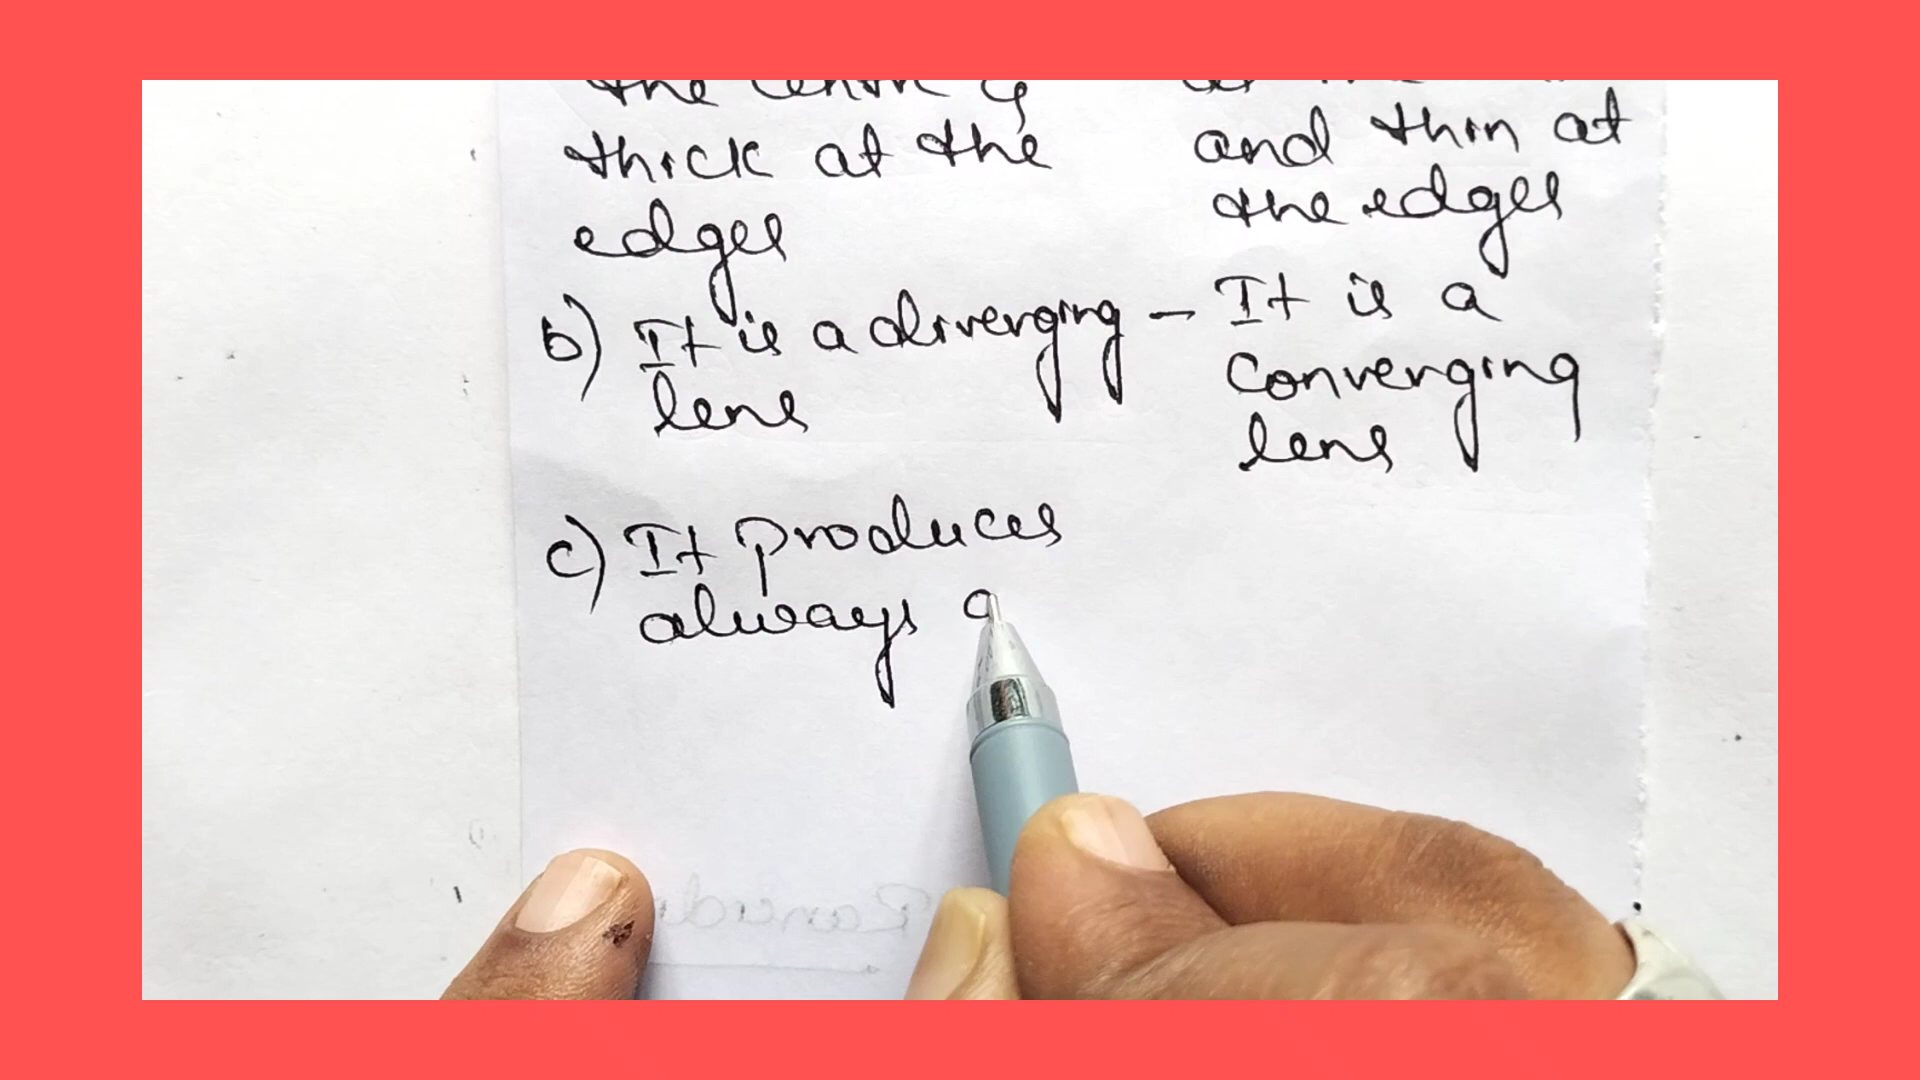 the
thick at the
edges
b) It is a diverging –
lens
c) It produces
always a
and thin at
the edges
It is a
converging
lens